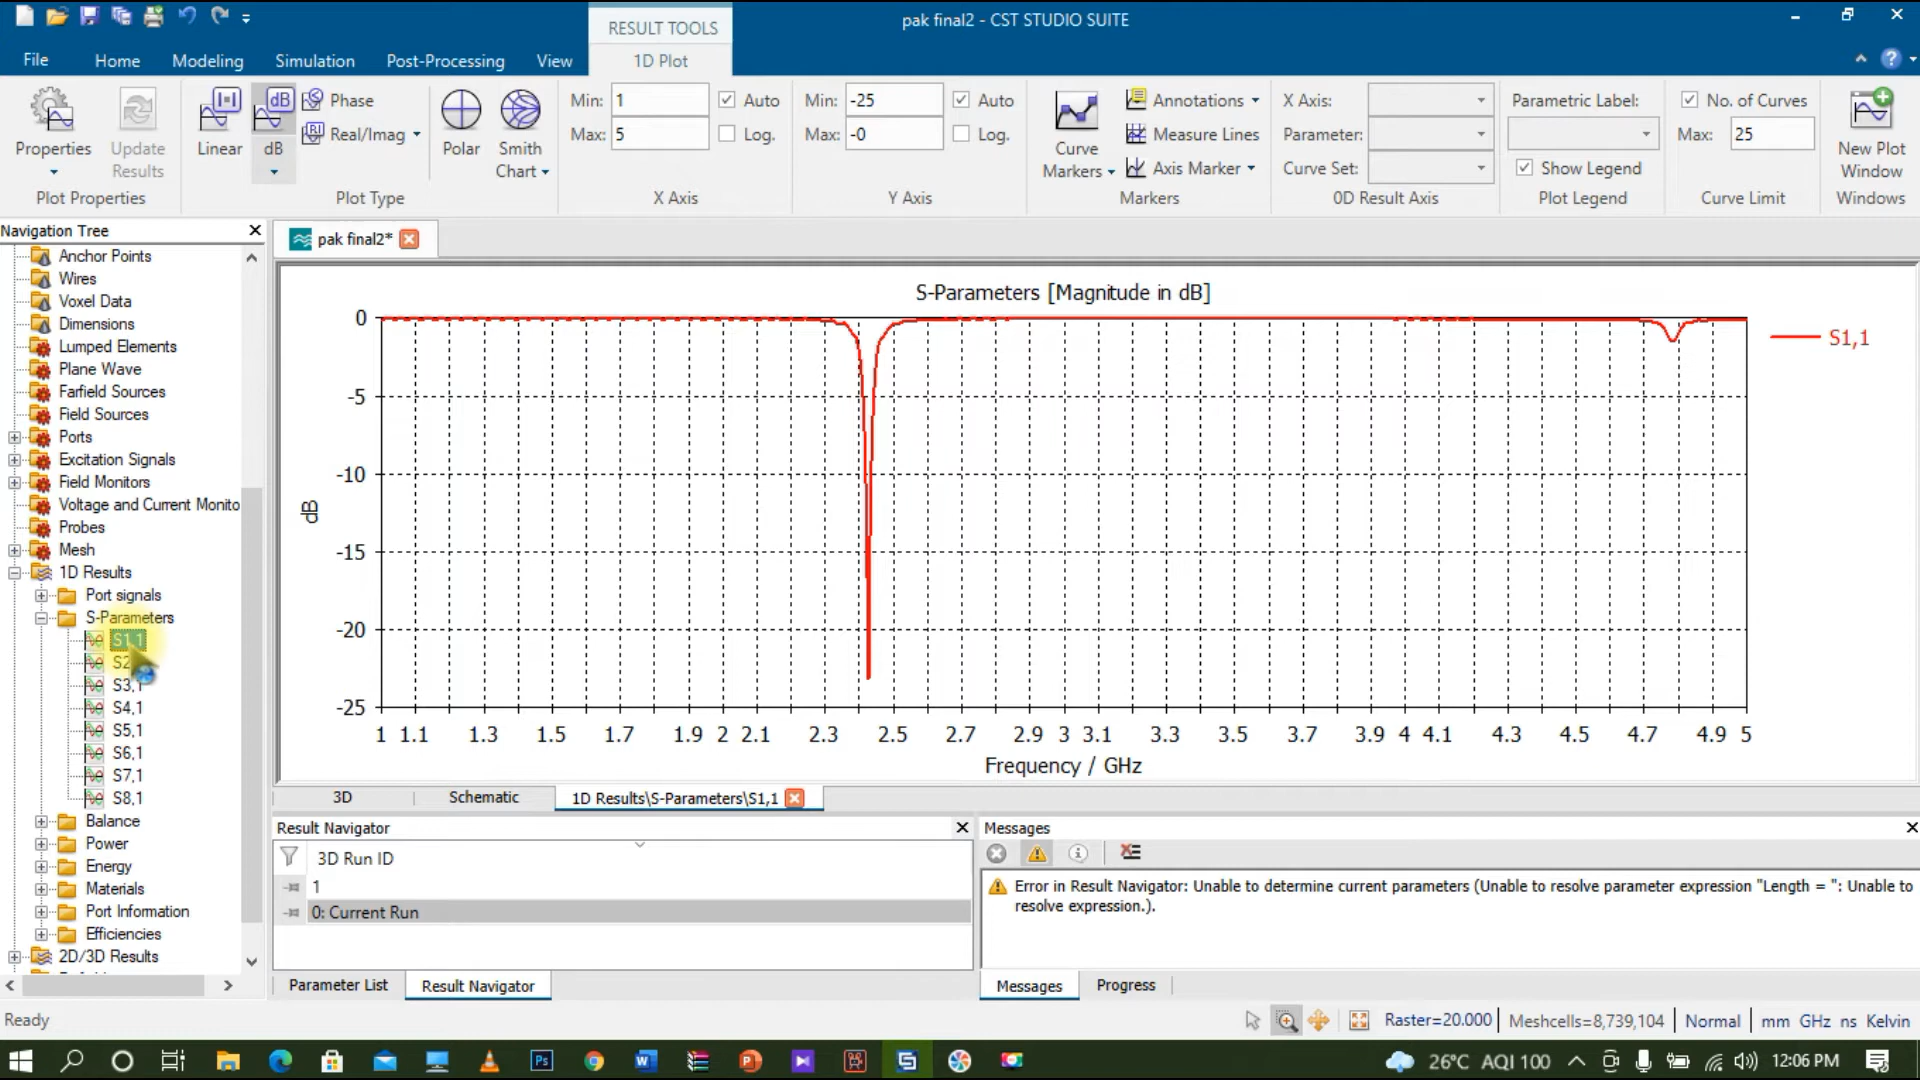 pak final2 - CST STUDIO SUITE
RESULT TOOLS
File Home Modeling Simulation Post-Processing View 1D Plot
Properties
Update Results
Plot Properties
Linear
dB
Phase
Real/Imag
Polar
Smith Chart
Plot Type
Min: 1 Auto
Max: 5 Log.
X Axis
Min: -25 Auto
Max: -0 Log.
Y Axis
Curve Markers
Annotations
Measure Lines
Axis Marker
Markers
X Axis:
Parameter:
Curve Set:
0D Result Axis
Parametric Label:
Show Legend
Plot Legend
No. of Curves
Max: 25
Curve Limit
New Plot Window
Windows
Navigation Tree
Anchor Points
Wires
Voxel Data
Dimensions
Lumped Elements
Plane Wave
Farfield Sources
Field Sources
Ports
Excitation Signals
Field Monitors
Voltage and Current Monito
Probes
Mesh
1D Results
Port signals
S-Parameters
S1,1
S3,1
S4,1
S5,1
S6,1
S7,1
S8,1
Balance
Power
Energy
Materials
Port Information
Efficiencies
2D/3D Results
pak final2*
S-Parameters [Magnitude in dB]
0
-5
-10
-15
-20
-25
dB
1 1.1 1.3 1.5 1.7 1.9 2 2.1 2.3 2.5 2.7 2.9 3 3.1 3.3 3.5 3.7 3.9 4 4.1 4.3 4.5 4.7 4.9 5
Frequency / GHz
S1,1
3D Schematic 1D Results\S-Parameters\S1,1
Result Navigator
3D Run ID
1
0: Current Run
Parameter List Result Navigator
Messages
Error in Result Navigator: Unable to determine current parameters (Unable to resolve parameter expression "Length = ": Unable to
resolve expression.).
Messages Progress
Ready
Raster=20.000 Meshcells=8,739,104 Normal mm GHz ns Kelvin
26°C AQI 100 12:06 PM